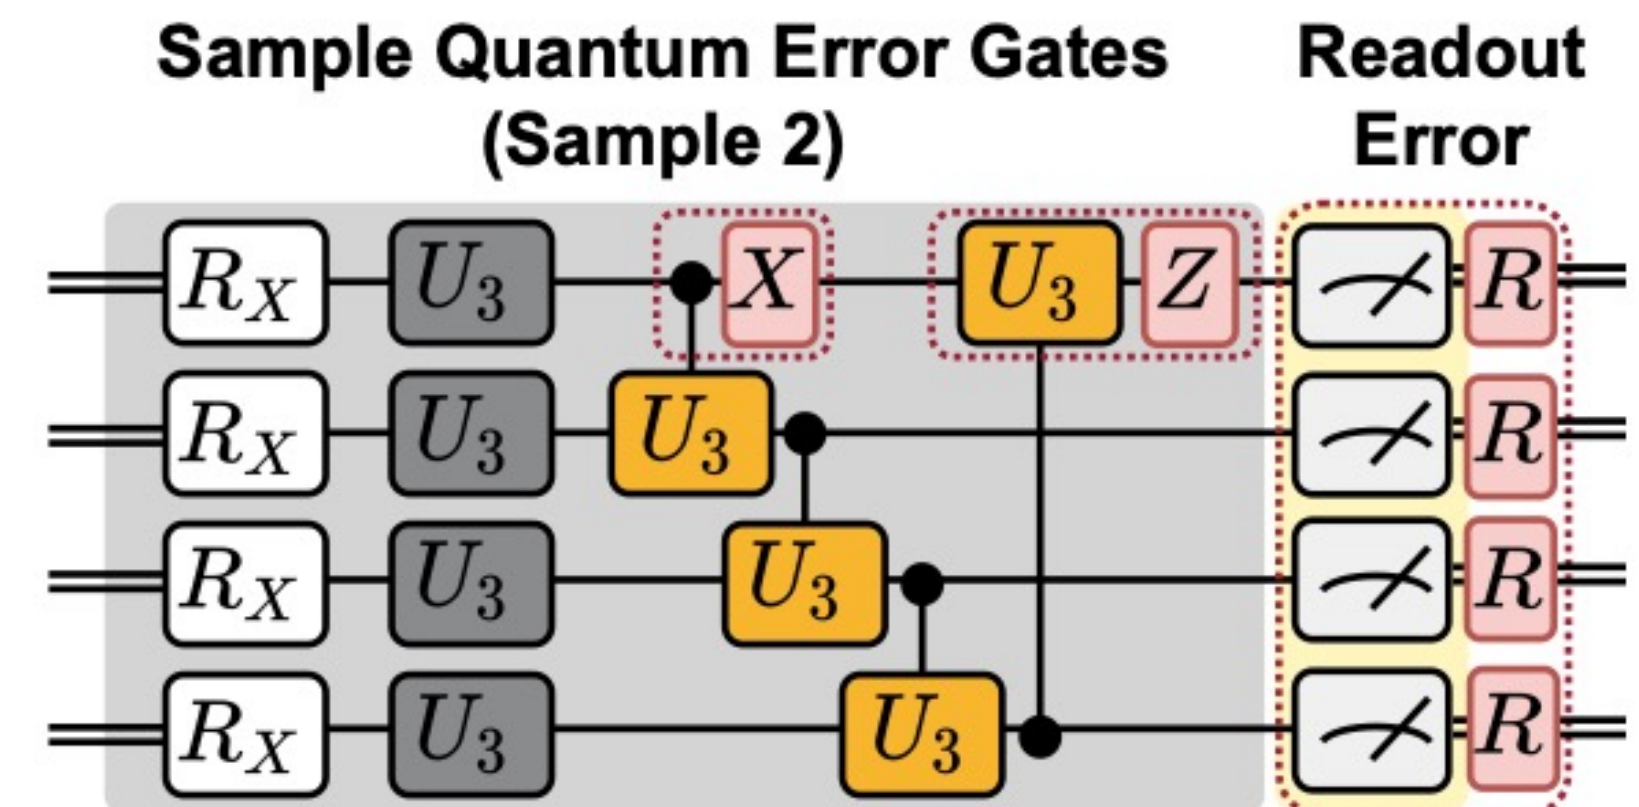 Sample Quantum Error Gates Readout
(Sample 2) Error
R_X U_3 X U_3 Z R
R_X U_3 U_3 R
R_X U_3 U_3 R
R_X U_3 U_3 R